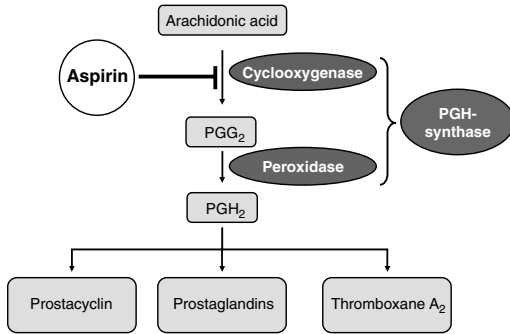 Arachidonic acid
Aspirin
Cyclooxygenase
PGH-
synthase
PGG₂
Peroxidase
PGH₂
Prostacyclin
Prostaglandins
Thromboxane A₂